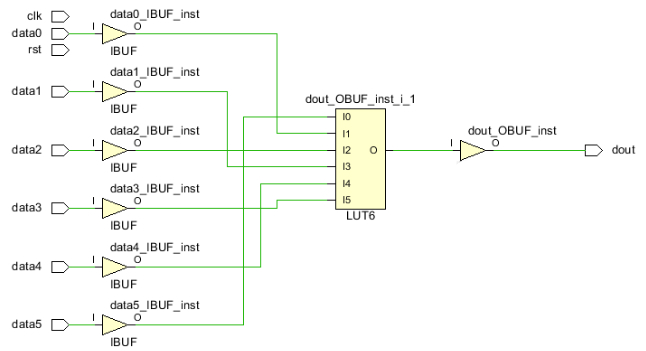 clk
data0_IBUF_inst
data0 I O
rst IBUF
data1_IBUF_inst
data1 I O
IBUF
dout_OBUF_inst_i_1
I0
I1
data2_IBUF_inst
dout_OBUF_inst
data2 I O I2 O I O dout
IBUF
I3
data3_IBUF_inst
I4
data3 I O I5
IBUF LUT6
data4_IBUF_inst
data4 I O
IBUF
data5_IBUF_inst
data5 I O
IBUF